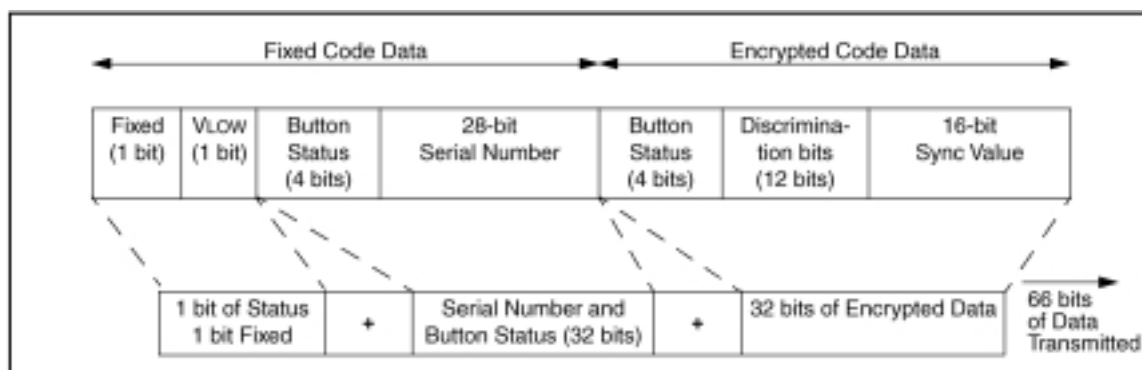 Fixed Code Data
Encrypted Code Data
Fixed
(1 bit)
VLOW
(1 bit)
Button
Status
(4 bits)
28-bit
Serial Number
Button
Status
(4 bits)
Discrimina-
tion bits
(12 bits)
16-bit
Sync Value
1 bit of Status
1 bit Fixed
+
Serial Number and
Button Status (32 bits)
+
32 bits of Encrypted Data
66 bits
of Data
Transmitted